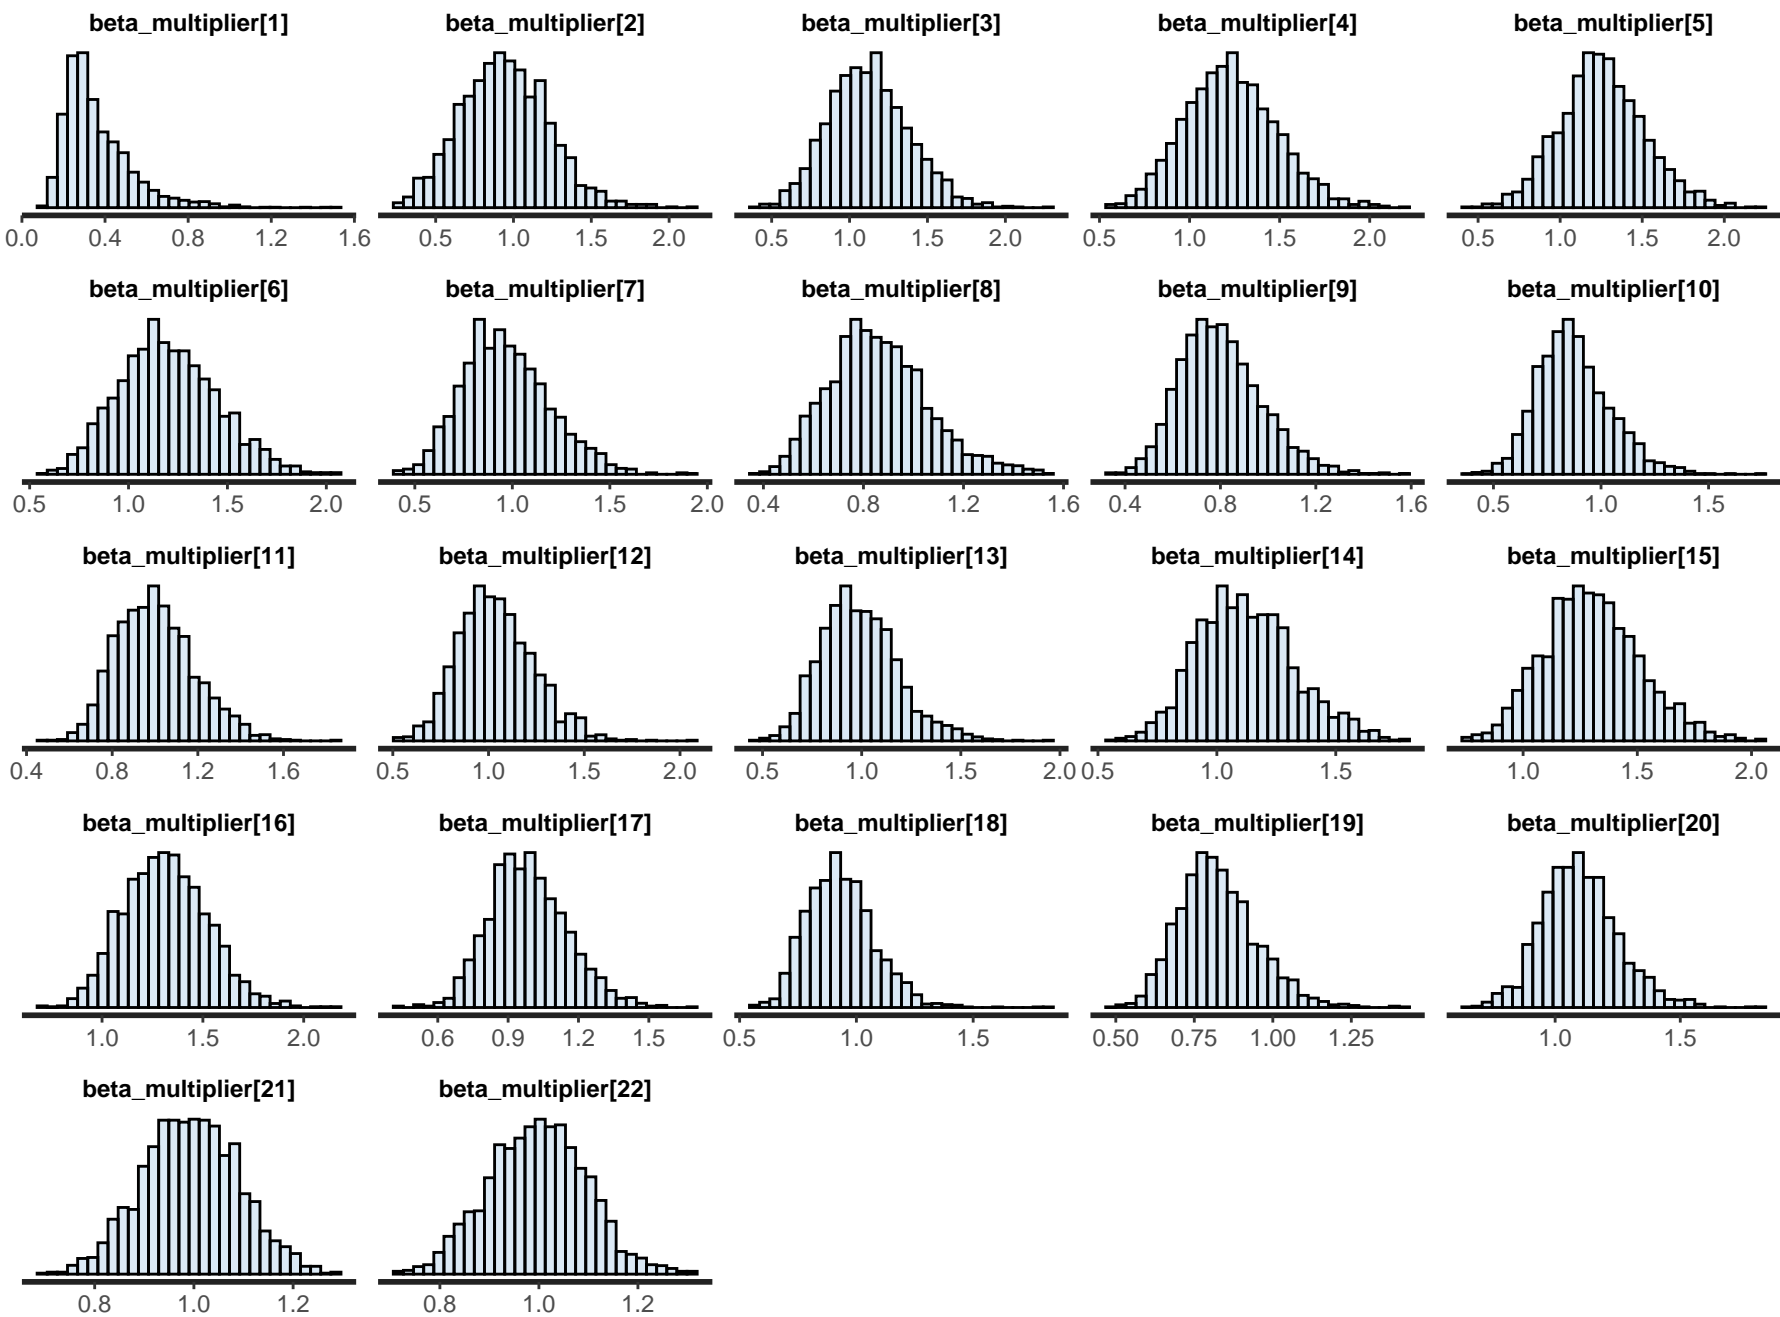 beta_multiplier[1] beta_multiplier[2] beta_multiplier[3] beta_multiplier[4] beta_multiplier[5]
0.0 0.4 0.8 1.2 1.6 0.5 1.0 1.5 2.0 0.5 1.0 1.5 2.0 0.5 1.0 1.5 2.0 0.5 1.0 1.5 2.0
beta_multiplier[6] beta_multiplier[7] beta_multiplier[8] beta_multiplier[9] beta_multiplier[10]
0.5 1.0 1.5 2.0 0.5 1.0 1.5 2.0 0.4 0.8 1.2 1.6 0.4 0.8 1.2 1.6 0.5 1.0 1.5
beta_multiplier[11] beta_multiplier[12] beta_multiplier[13] beta_multiplier[14] beta_multiplier[15]
0.4 0.8 1.2 1.6 0.5 1.0 1.5 2.0 0.5 1.0 1.5 2.0 0.5 1.0 1.5 1.0 1.5 2.0
beta_multiplier[16] beta_multiplier[17] beta_multiplier[18] beta_multiplier[19] beta_multiplier[20]
1.0 1.5 2.0 0.6 0.9 1.2 1.5 0.5 1.0 1.5 0.50 0.75 1.00 1.25 1.0 1.5
beta_multiplier[21] beta_multiplier[22]
0.8 1.0 1.2 0.8 1.0 1.2